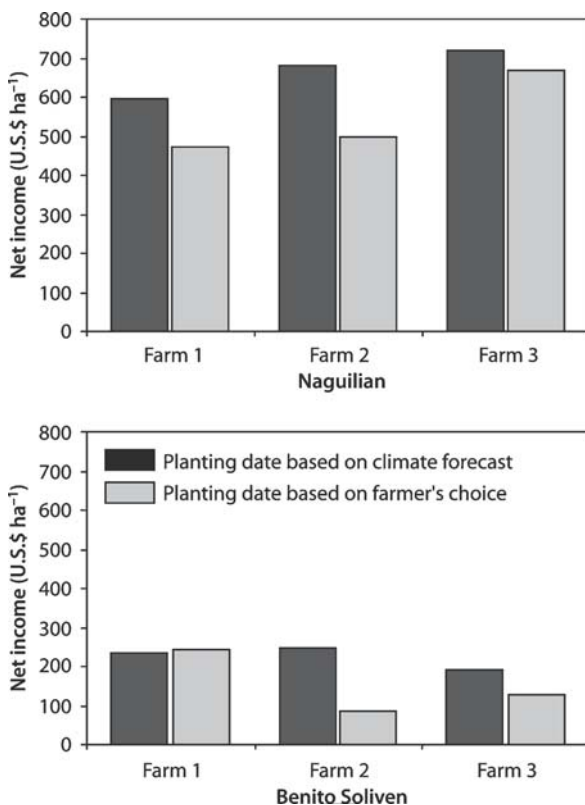 Net income (U.S.$ ha⁻¹)
800
700
600
500
400
300
200
100
0
Farm 1 Farm 2 Farm 3
Naguilian
Net income (U.S.$ ha⁻¹)
800
700
600
500
400
300
200
100
0
Planting date based on climate forecast
Planting date based on farmer's choice
Farm 1 Farm 2 Farm 3
Benito Soliven